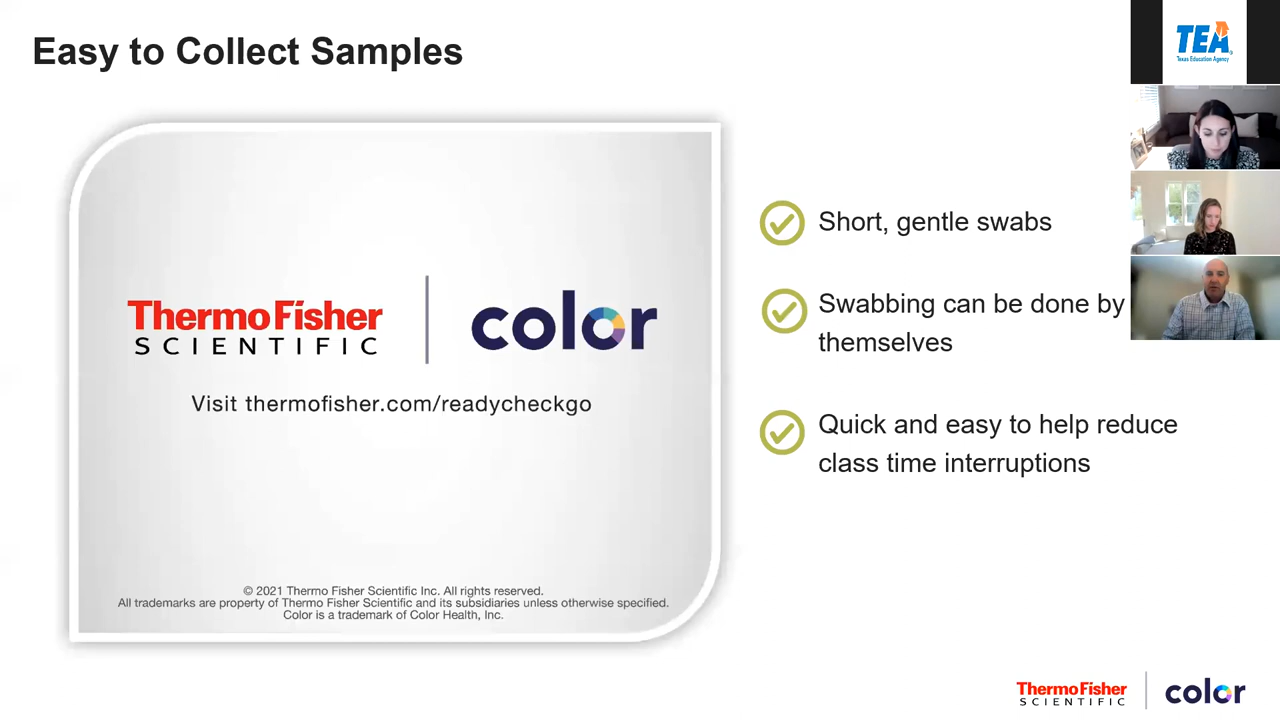 Easy to Collect Samples
TEA
Texas Education Agency
ThermoFisher
SCIENTIFIC
color
Visit thermofisher.com/readycheckgo
© 2021 Thermo Fisher Scientific Inc. All rights reserved.
All trademarks are property of Thermo Fisher Scientific and its subsidiaries unless otherwise specified.
Color is a trademark of Color Health, Inc.
Short, gentle swabs
Swabbing can be done by
themselves
Quick and easy to help reduce
class time interruptions
ThermoFisher
SCIENTIFIC
color